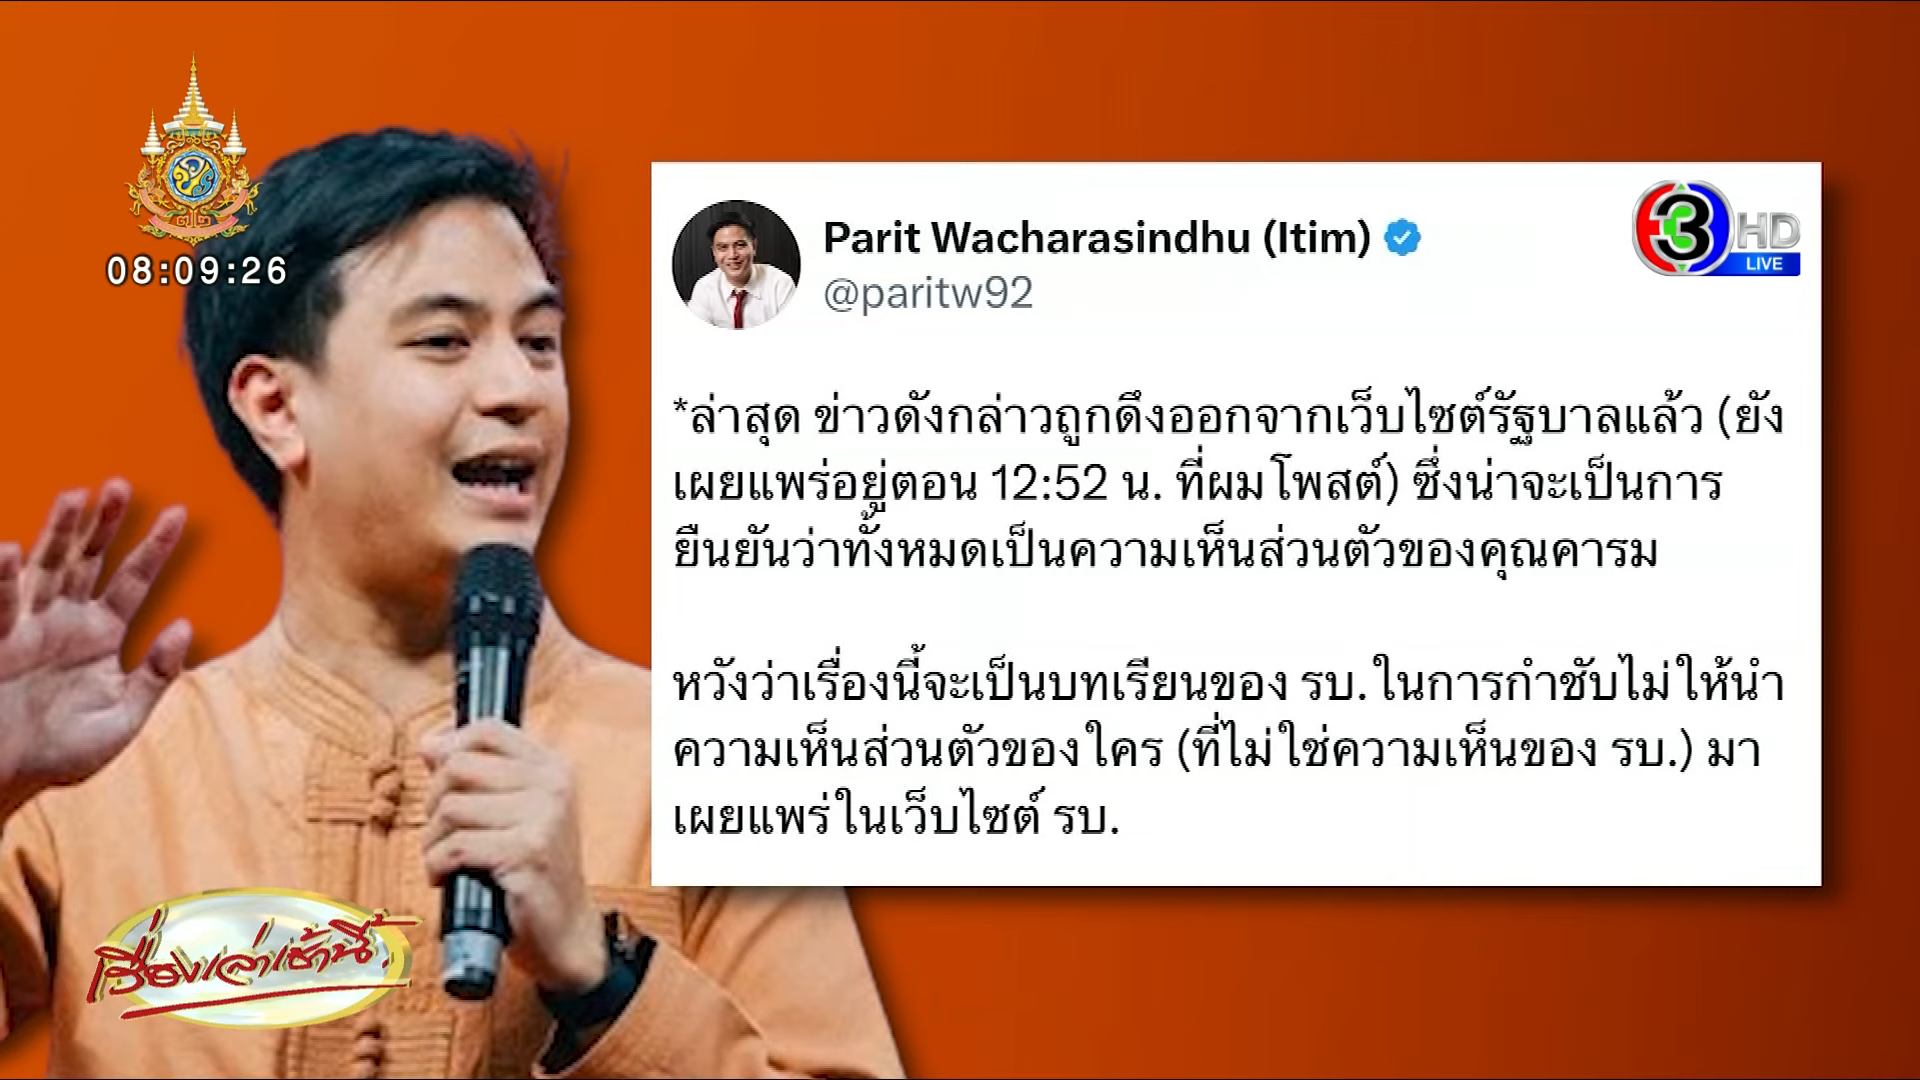 08:09:26
3 HD
LIVE
Parit Wacharasindhu (Itim)
@paritw92
*ล่าสุด ข่าวดังกล่าวถูกดึงออกจากเว็บไซต์รัฐบาลแล้ว (ยัง
เผยแพร่อยู่ตอน 12:52 น. ที่ผมโพสต์) ซึ่งน่าจะเป็นการ
ยืนยันว่าทั้งหมดเป็นความเห็นส่วนตัวของคุณคารม
หวังว่าเรื่องนี้จะเป็นบทเรียนของ รบ.ในการกำชับไม่ให้นำ
ความเห็นส่วนตัวของใคร (ที่ไม่ใช่ความเห็นของ รบ.) มา
เผยแพร่ในเว็บไซต์ รบ.
เรื่องเล่าเช้านี้